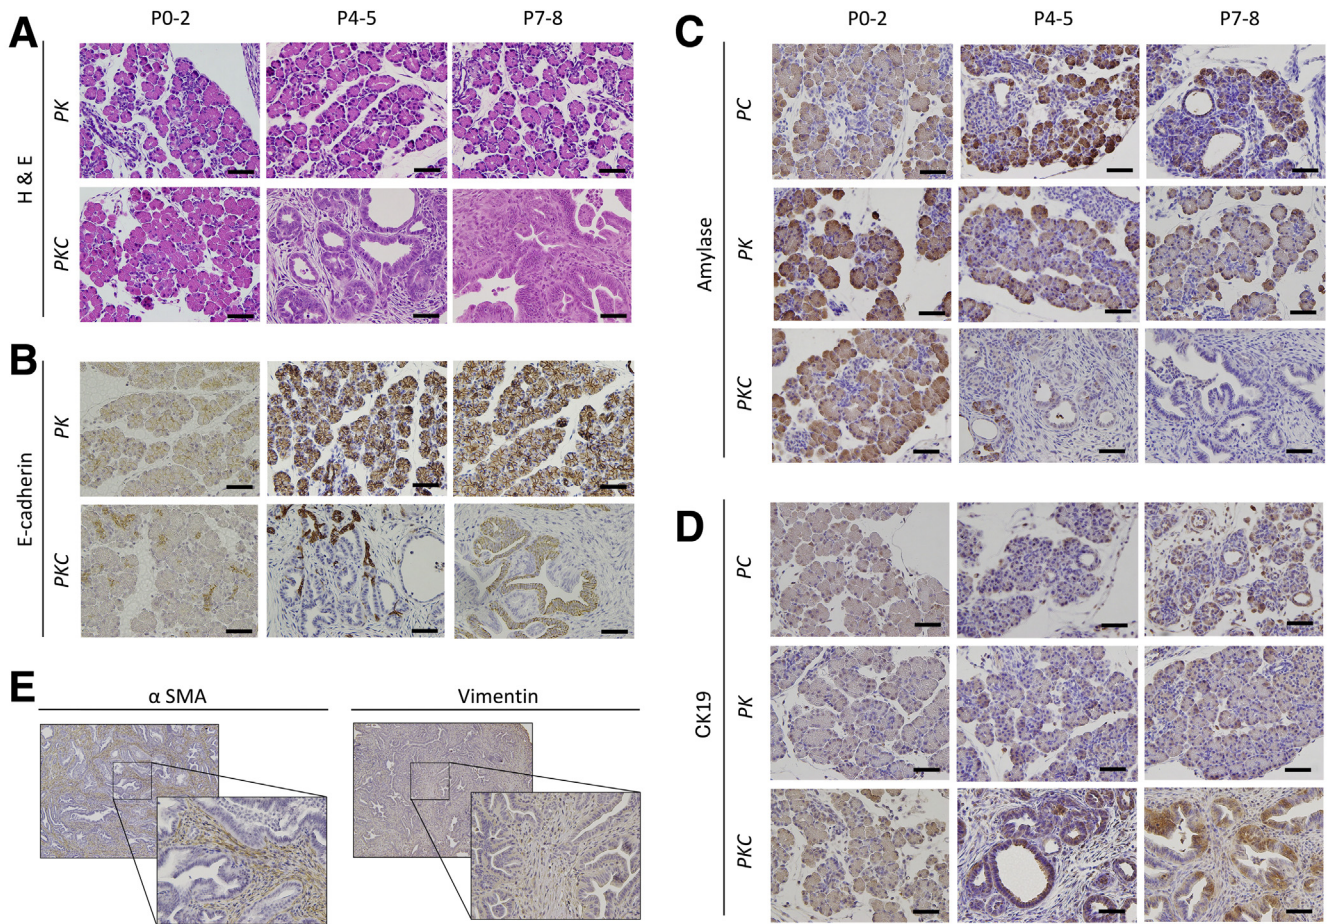 A
P0-2 P4-5 P7-8
H & E
PK
PKC
B
E-cadherin
PK
PKC
C
P0-2 P4-5 P7-8
Amylase
PC
PK
PKC
D
CK19
PC
PK
PKC
E
α SMA Vimentin